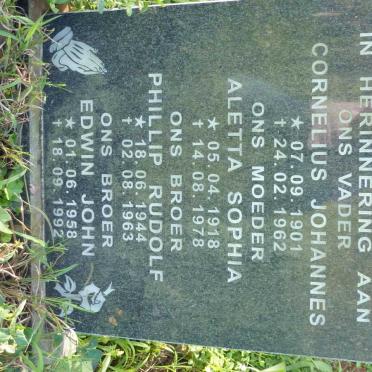 IN HERINNERING AAN
ONS VADER
CORNELIUS JOHANNES
★ 07. 09. 1901
† 24. 02. 1962
ONS MOEDER
ALETTA SOPHIA
★ 05. 04. 1918
† 14. 08. 1978
ONS BROER
PHILLIP RUDOLF
★ 18. 06. 1944
† 02. 08. 1963
ONS BROER
EDWIN JOHN
★ 01. 06. 1958
† 18. 09. 1992